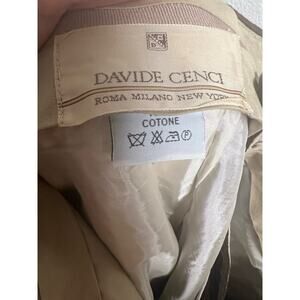 DAVIDE CENCI
ROMA MILANO NEW YORK
COTONE
P